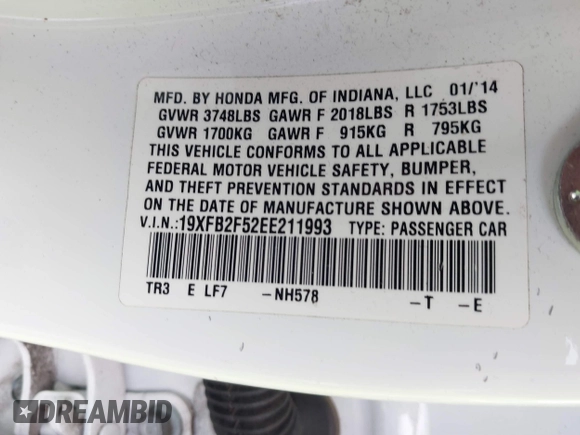 MFD. BY HONDA MFG. OF INDIANA, LLC 01/'14
GVWR 3748LBS GAWR F 2018LBS R 1753LBS
GVWR 1700KG GAWR F 915KG R 795KG
THIS VEHICLE CONFORMS TO ALL APPLICABLE
FEDERAL MOTOR VEHICLE SAFETY, BUMPER,
AND THEFT PREVENTION STANDARDS IN EFFECT
ON THE DATE OF MANUFACTURE SHOWN ABOVE.
V.I.N.:19XFB2F52EE211993 TYPE: PASSENGER CAR
TR3 E LF7 -NH578 -T -E
DREAMBID